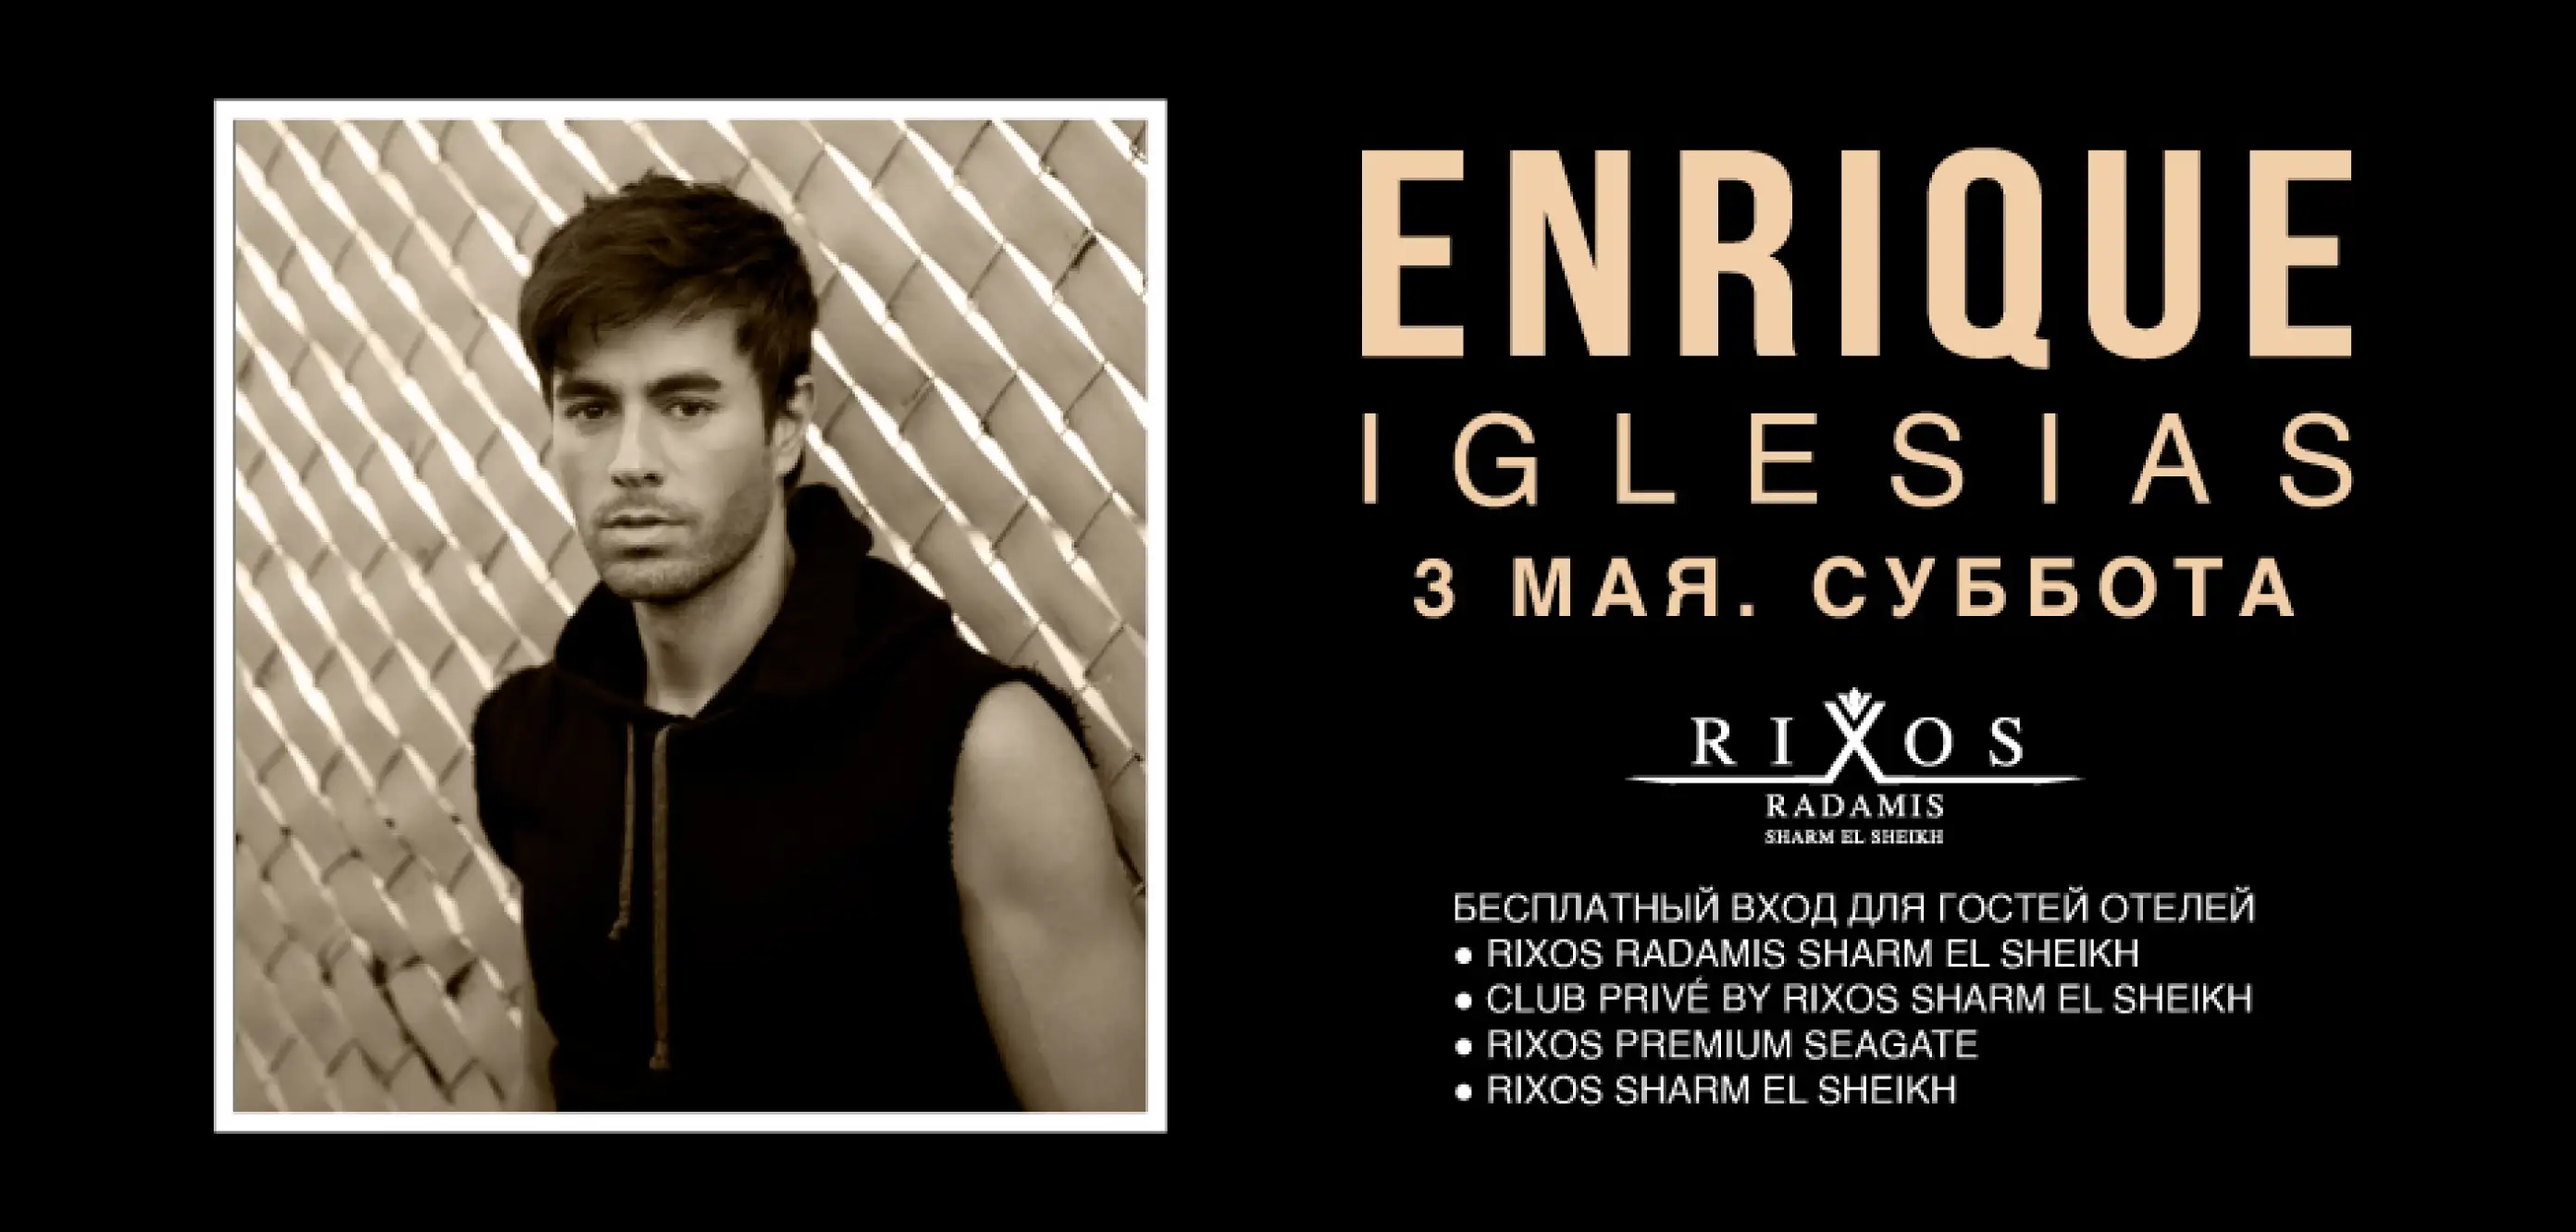 ENRIQUE
IGLESIAS
3 МАЯ. СУББОТА
RIXOS
RADAMIS
SHARM EL SHEIKH
БЕСПЛАТНЫЙ ВХОД ДЛЯ ГОСТЕЙ ОТЕЛЕЙ
• RIXOS RADAMIS SHARM EL SHEIKH
• CLUB PRIVÉ BY RIXOS SHARM EL SHEIKH
• RIXOS PREMIUM SEAGATE
• RIXOS SHARM EL SHEIKH